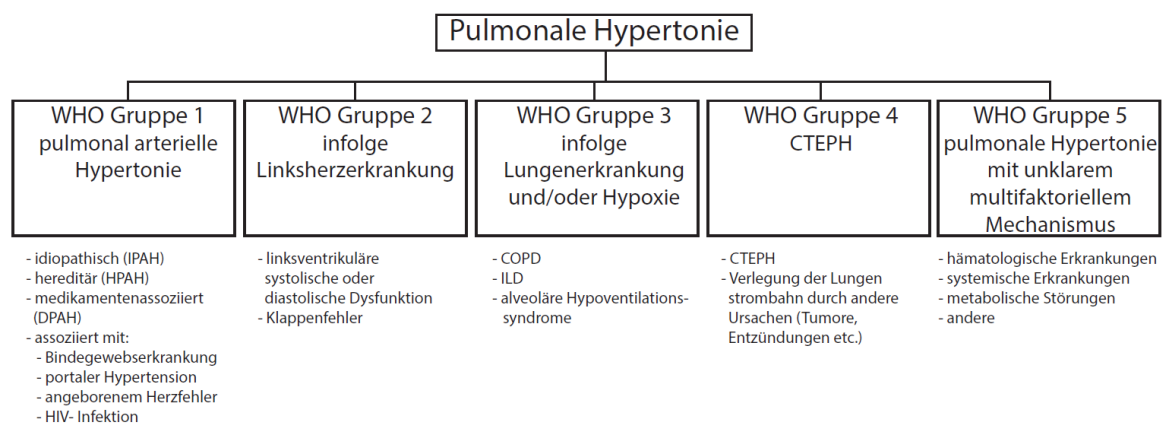 Pulmonale Hypertonie
WHO Gruppe 1
pulmonal arterielle
Hypertonie
WHO Gruppe 2
infolge
Linksherzerkrankung
WHO Gruppe 3
infolge
Lungenerkrankung
und/oder Hypoxie
WHO Gruppe 4
CTEPH
WHO Gruppe 5
pulmonale Hypertonie
mit unklarem
multifaktoriellem
Mechanismus
- idiopathisch (IPAH)
- hereditär (HPAH)
- medikamentenassoziiert
(DPAH)
- assoziiert mit:
- Bindegewebserkrankung
- portaler Hypertension
- angeborenem Herzfehler
- HIV- Infektion
- linksventrikuläre
systolische oder
diastolische Dysfunktion
- Klappenfehler
- COPD
- ILD
- alveoläre Hypoventilations-
syndrome
- CTEPH
- Verlegung der Lungen
strombahn durch andere
Ursachen (Tumore,
Entzündungen etc.)
- hämatologische Erkrankungen
- systemische Erkrankungen
- metabolische Störungen
- andere